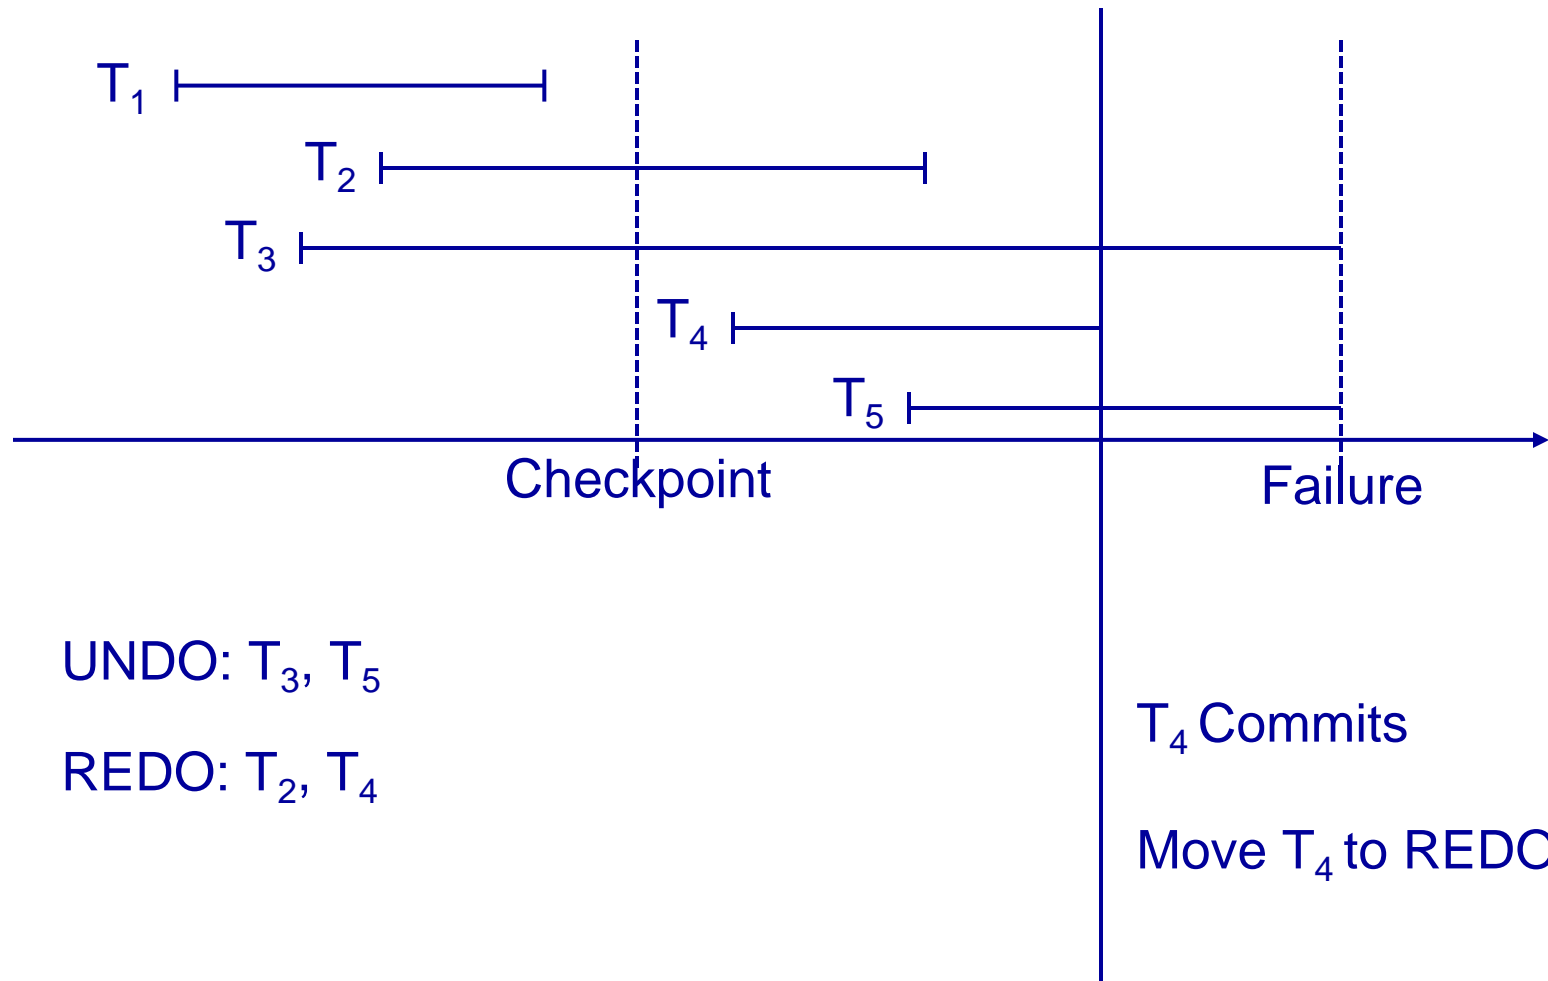 T₁
T₂
T₃
T₄
T₅
Checkpoint
Failure
UNDO: T₃, T₅
REDO: T₂, T₄
T₄ Commits
Move T₄ to REDO